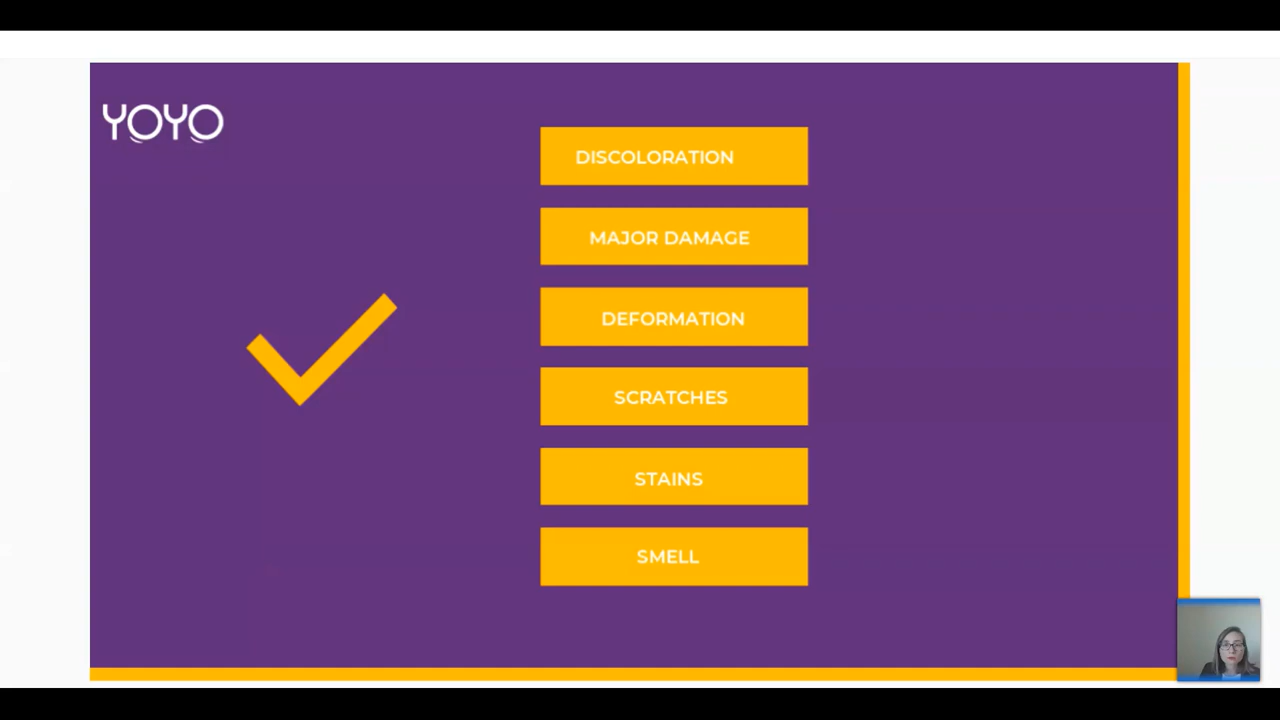 YOYO
DISCOLORATION
MAJOR DAMAGE
DEFORMATION
SCRATCHES
STAINS
SMELL